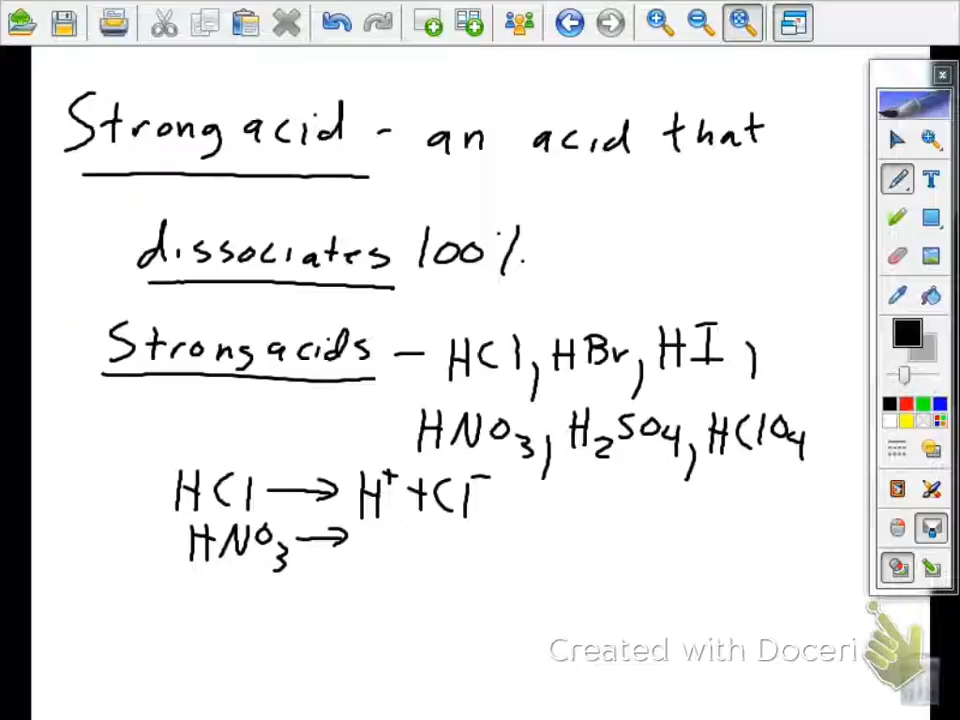 Strong acid - an acid that
dissociates 100%.
Strong acids - HCl, HBr, HI,
HNO₃, H₂SO₄, HClO₄
HCl → H⁺ + Cl⁻
HNO₃ →
Created with Doceri
T